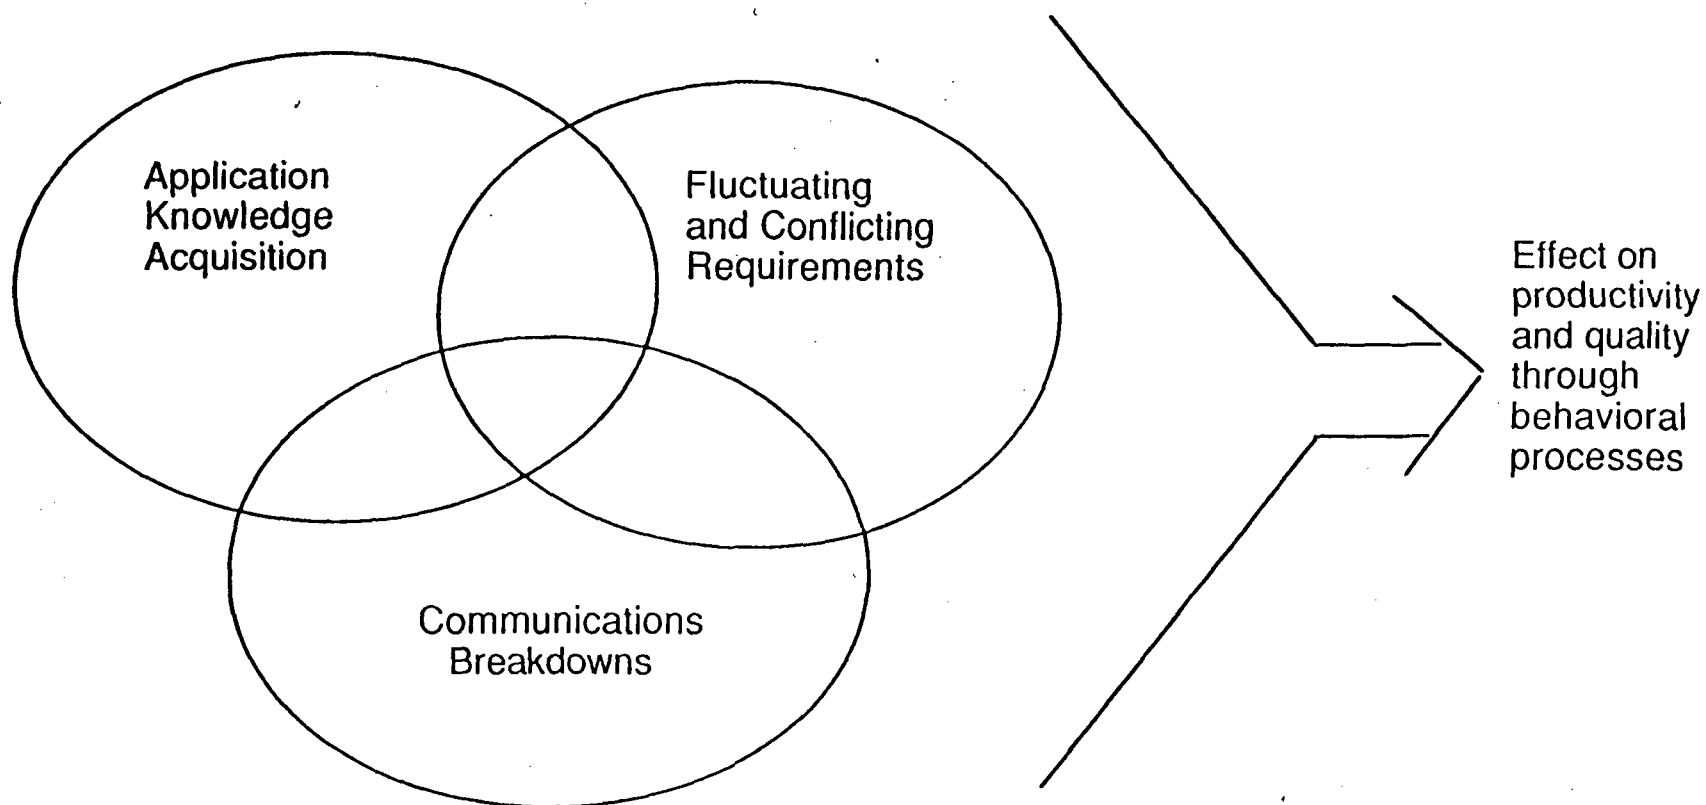 Application
Knowledge
Acquisition
Fluctuating
and Conflicting
Requirements
Communications
Breakdowns
Effect on
productivity
and quality
through
behavioral
processes